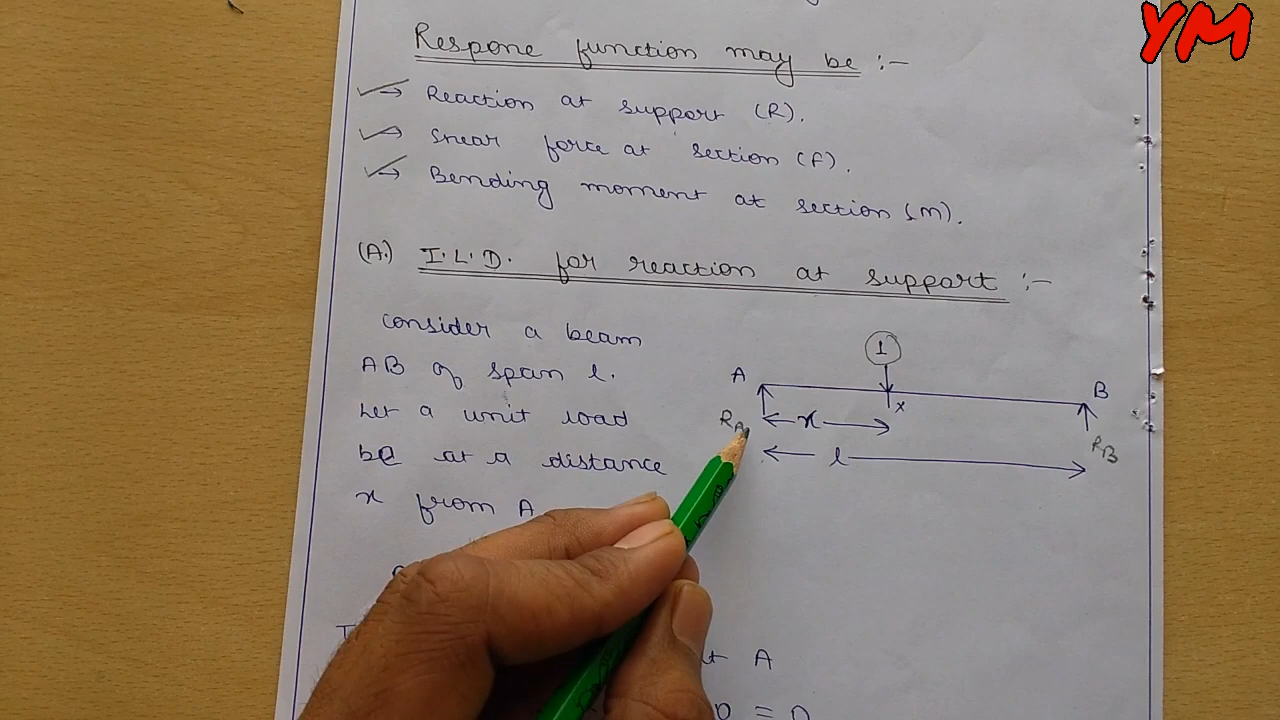 YM
Respone function may be :-
→ Reaction at support (R).
→ Shear force at section (F).
→ Bending moment at section (M).
(A.) I.L.D. for reaction at support :-
consider a beam
AB of span l.
Let a unit load
be at a distance
x from A
1
A
B
x
RA
x
RB
l
at A
= 0